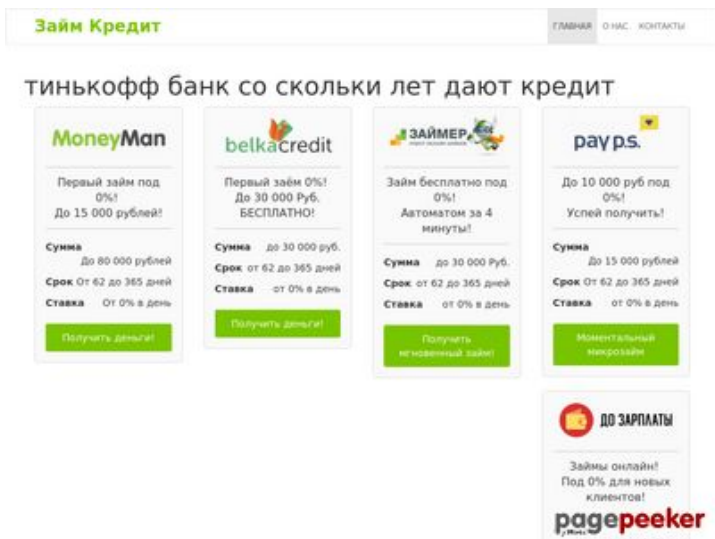 Займ Кредит
ГЛАВНАЯ О НАС КОНТАКТЫ
тинькофф банк со скольки лет дают кредит
MoneyMan
Первый займ под
0%!
До 15 000 рублей!
Сумма
До 80 000 рублей
Срок От 62 до 365 дней
Ставка От 0% в день
Получить деньги!
belkacredit
Первый заём 0%!
До 30 000 Руб.
БЕСПЛАТНО!
Сумма до 30 000 руб.
Срок от 62 до 365 дней
Ставка от 0% в день
Получить деньги!
ЗАЙМЕР
Займ бесплатно под
0%!
Автоматом за 4
минуты!
Сумма до 30 000 Руб.
Срок от 62 до 365 дней
Ставка от 0% в день
Получить
мгновенный займ!
pay p.s.
До 10 000 руб под
0%!
Успей получить!
Сумма
До 15 000 рублей
Срок От 62 до 365 дней
Ставка от 0% в день
Моментальный
микрозайм
ДО ЗАРПЛАТЫ
Займы онлайн!
Под 0% для новых
клиентов!
pagepeeker